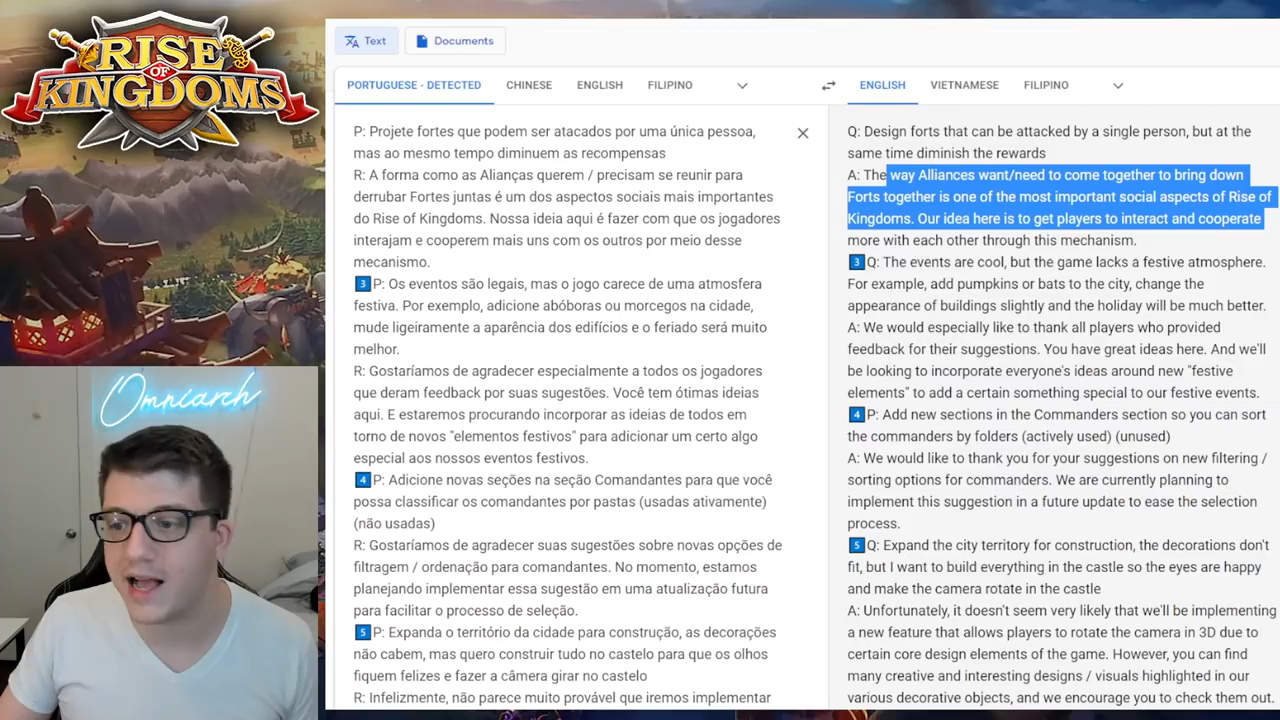 RISE
OF
KINGDOMS
Omniarch
Text
Documents
PORTUGUESE - DETECTED
CHINESE
ENGLISH
FILIPINO
ENGLISH
VIETNAMESE
FILIPINO
P: Projete fortes que podem ser atacados por uma única pessoa,
mas ao mesmo tempo diminuem as recompensas
R: A forma como as Alianças querem / precisam se reunir para
derrubar Fortes juntas é um dos aspectos sociais mais importantes
do Rise of Kingdoms. Nossa ideia aqui é fazer com que os jogadores
interajam e cooperem mais uns com os outros por meio desse
mecanismo.
3 P: Os eventos são legais, mas o jogo carece de uma atmosfera
festiva. Por exemplo, adicione abóboras ou morcegos na cidade,
mude ligeiramente a aparência dos edifícios e o feriado será muito
melhor.
R: Gostaríamos de agradecer especialmente a todos os jogadores
que deram feedback por suas sugestões. Você tem ótimas ideias
aqui. E estaremos procurando incorporar as ideias de todos em
torno de novos "elementos festivos" para adicionar um certo algo
especial aos nossos eventos festivos.
4 P: Adicione novas seções na seção Comandantes para que você
possa classificar os comandantes por pastas (usadas ativamente)
(não usadas)
R: Gostaríamos de agradecer suas sugestões sobre novas opções de
filtragem / ordenação para comandantes. No momento, estamos
planejando implementar essa sugestão em uma atualização futura
para facilitar o processo de seleção.
5 P: Expanda o território da cidade para construção, as decorações
não cabem, mas quero construir tudo no castelo para que os olhos
fiquem felizes e fazer a câmera girar no castelo
R: Infelizmente, não parece muito provável que iremos implementar
Q: Design forts that can be attacked by a single person, but at the
same time diminish the rewards
A: The way Alliances want/need to come together to bring down
Forts together is one of the most important social aspects of Rise of
Kingdoms. Our idea here is to get players to interact and cooperate
more with each other through this mechanism.
3 Q: The events are cool, but the game lacks a festive atmosphere.
For example, add pumpkins or bats to the city, change the
appearance of buildings slightly and the holiday will be much better.
A: We would especially like to thank all players who provided
feedback for their suggestions. You have great ideas here. And we'll
be looking to incorporate everyone's ideas around new "festive
elements" to add a certain something special to our festive events.
4 P: Add new sections in the Commanders section so you can sort
the commanders by folders (actively used) (unused)
A: We would like to thank you for your suggestions on new filtering /
sorting options for commanders. We are currently planning to
implement this suggestion in a future update to ease the selection
process.
5 Q: Expand the city territory for construction, the decorations don't
fit, but I want to build everything in the castle so the eyes are happy
and make the camera rotate in the castle
A: Unfortunately, it doesn't seem very likely that we'll be implementing
a new feature that allows players to rotate the camera in 3D due to
certain core design elements of the game. However, you can find
many creative and interesting designs / visuals highlighted in our
various decorative objects, and we encourage you to check them out.